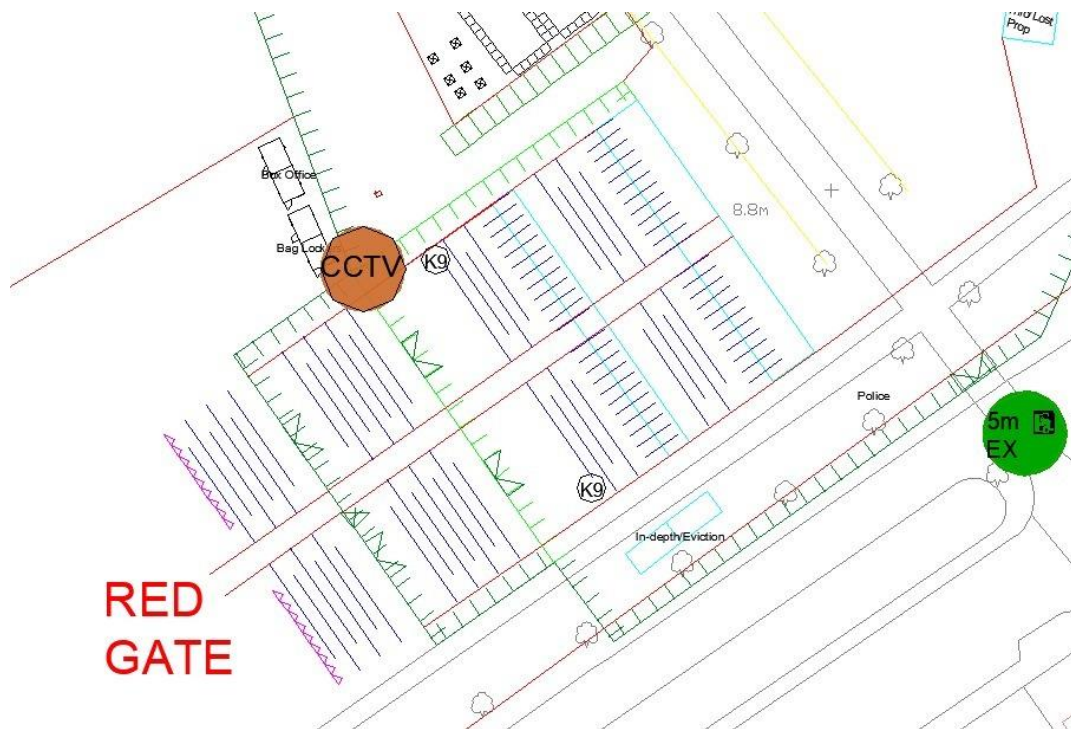 Lost
Prop
Box Office
8.8m
Bag Lock
CCTV
K9
Police
5m
EX
K9
In-depth/Eviction
RED
GATE